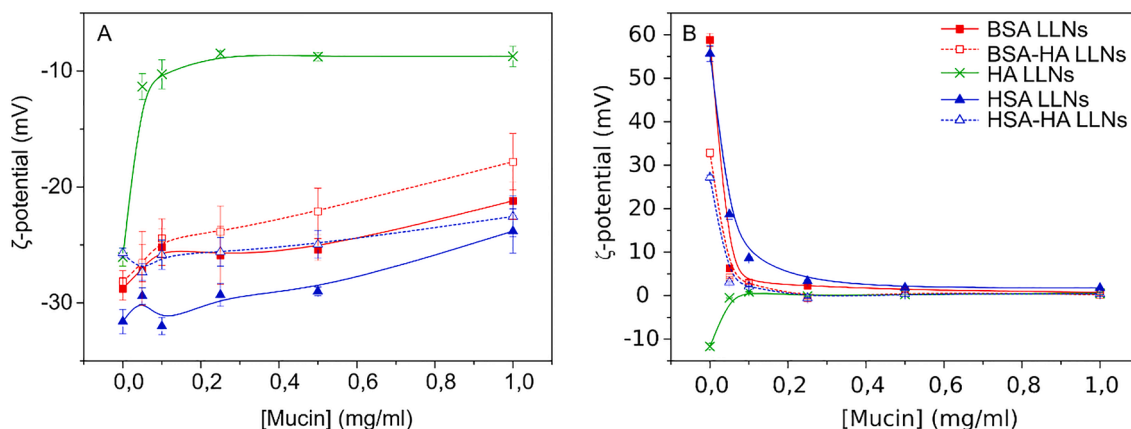 A
ζ-potential (mV)
-10
-20
-30
0,0 0,2 0,4 0,6 0,8 1,0
[Mucin] (mg/ml)
B
ζ-potential (mV)
60
50
40
30
20
10
0
-10
0,0 0,2 0,4 0,6 0,8 1,0
[Mucin] (mg/ml)
BSA LLNs
BSA-HA LLNs
HA LLNs
HSA LLNs
HSA-HA LLNs